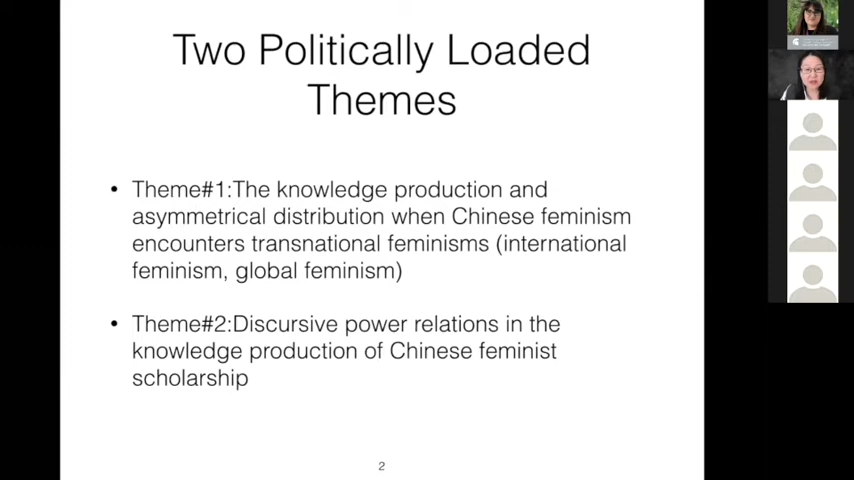 Two Politically Loaded
Themes
• Theme#1:The knowledge production and
asymmetrical distribution when Chinese feminism
encounters transnational feminisms (international
feminism, global feminism)
• Theme#2:Discursive power relations in the
knowledge production of Chinese feminist
scholarship
2